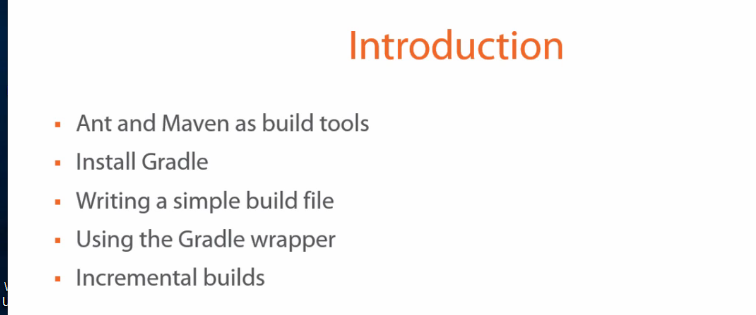 Introduction
Ant and Maven as build tools
Install Gradle
Writing a simple build file
Using the Gradle wrapper
Incremental builds